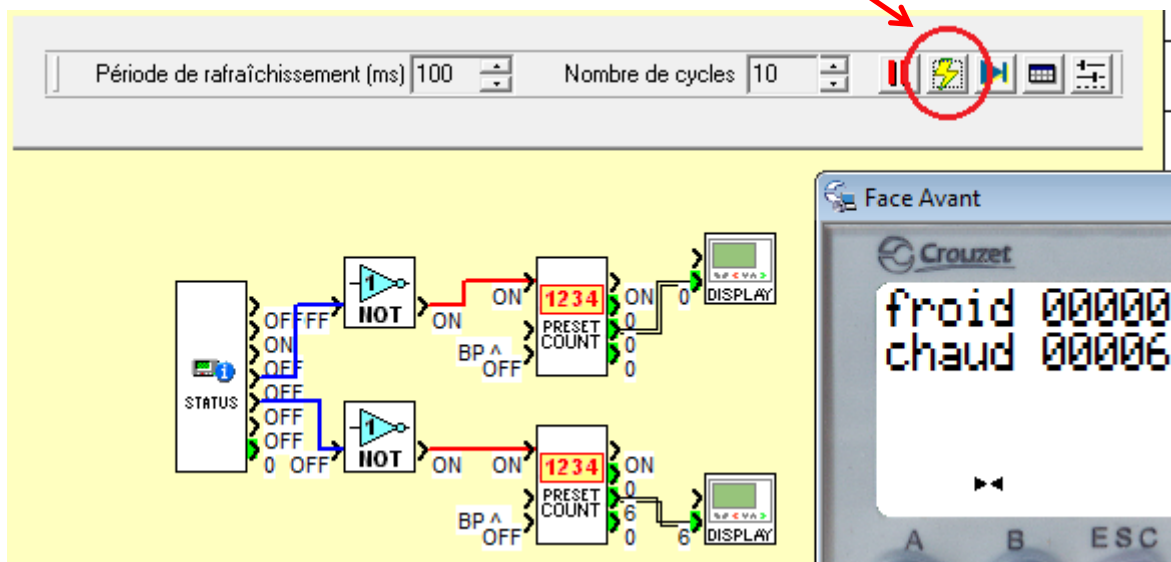 Période de rafraîchissement (ms) 100 Nombre de cycles 10
Face Avant
Crouzet
froid 00000
chaud 00006
A B ESC
STATUS
OFF
ON
OFF
OFF
OFF
OFF
0
OFF
1
NOT
ON
ON
1234
PRESET
COUNT
BP ^
OFF
ON
0
0
0
0
DISPLAY
OFF
1
NOT
ON
ON
1234
PRESET
COUNT
BP ^
OFF
ON
0
6
0
6
DISPLAY